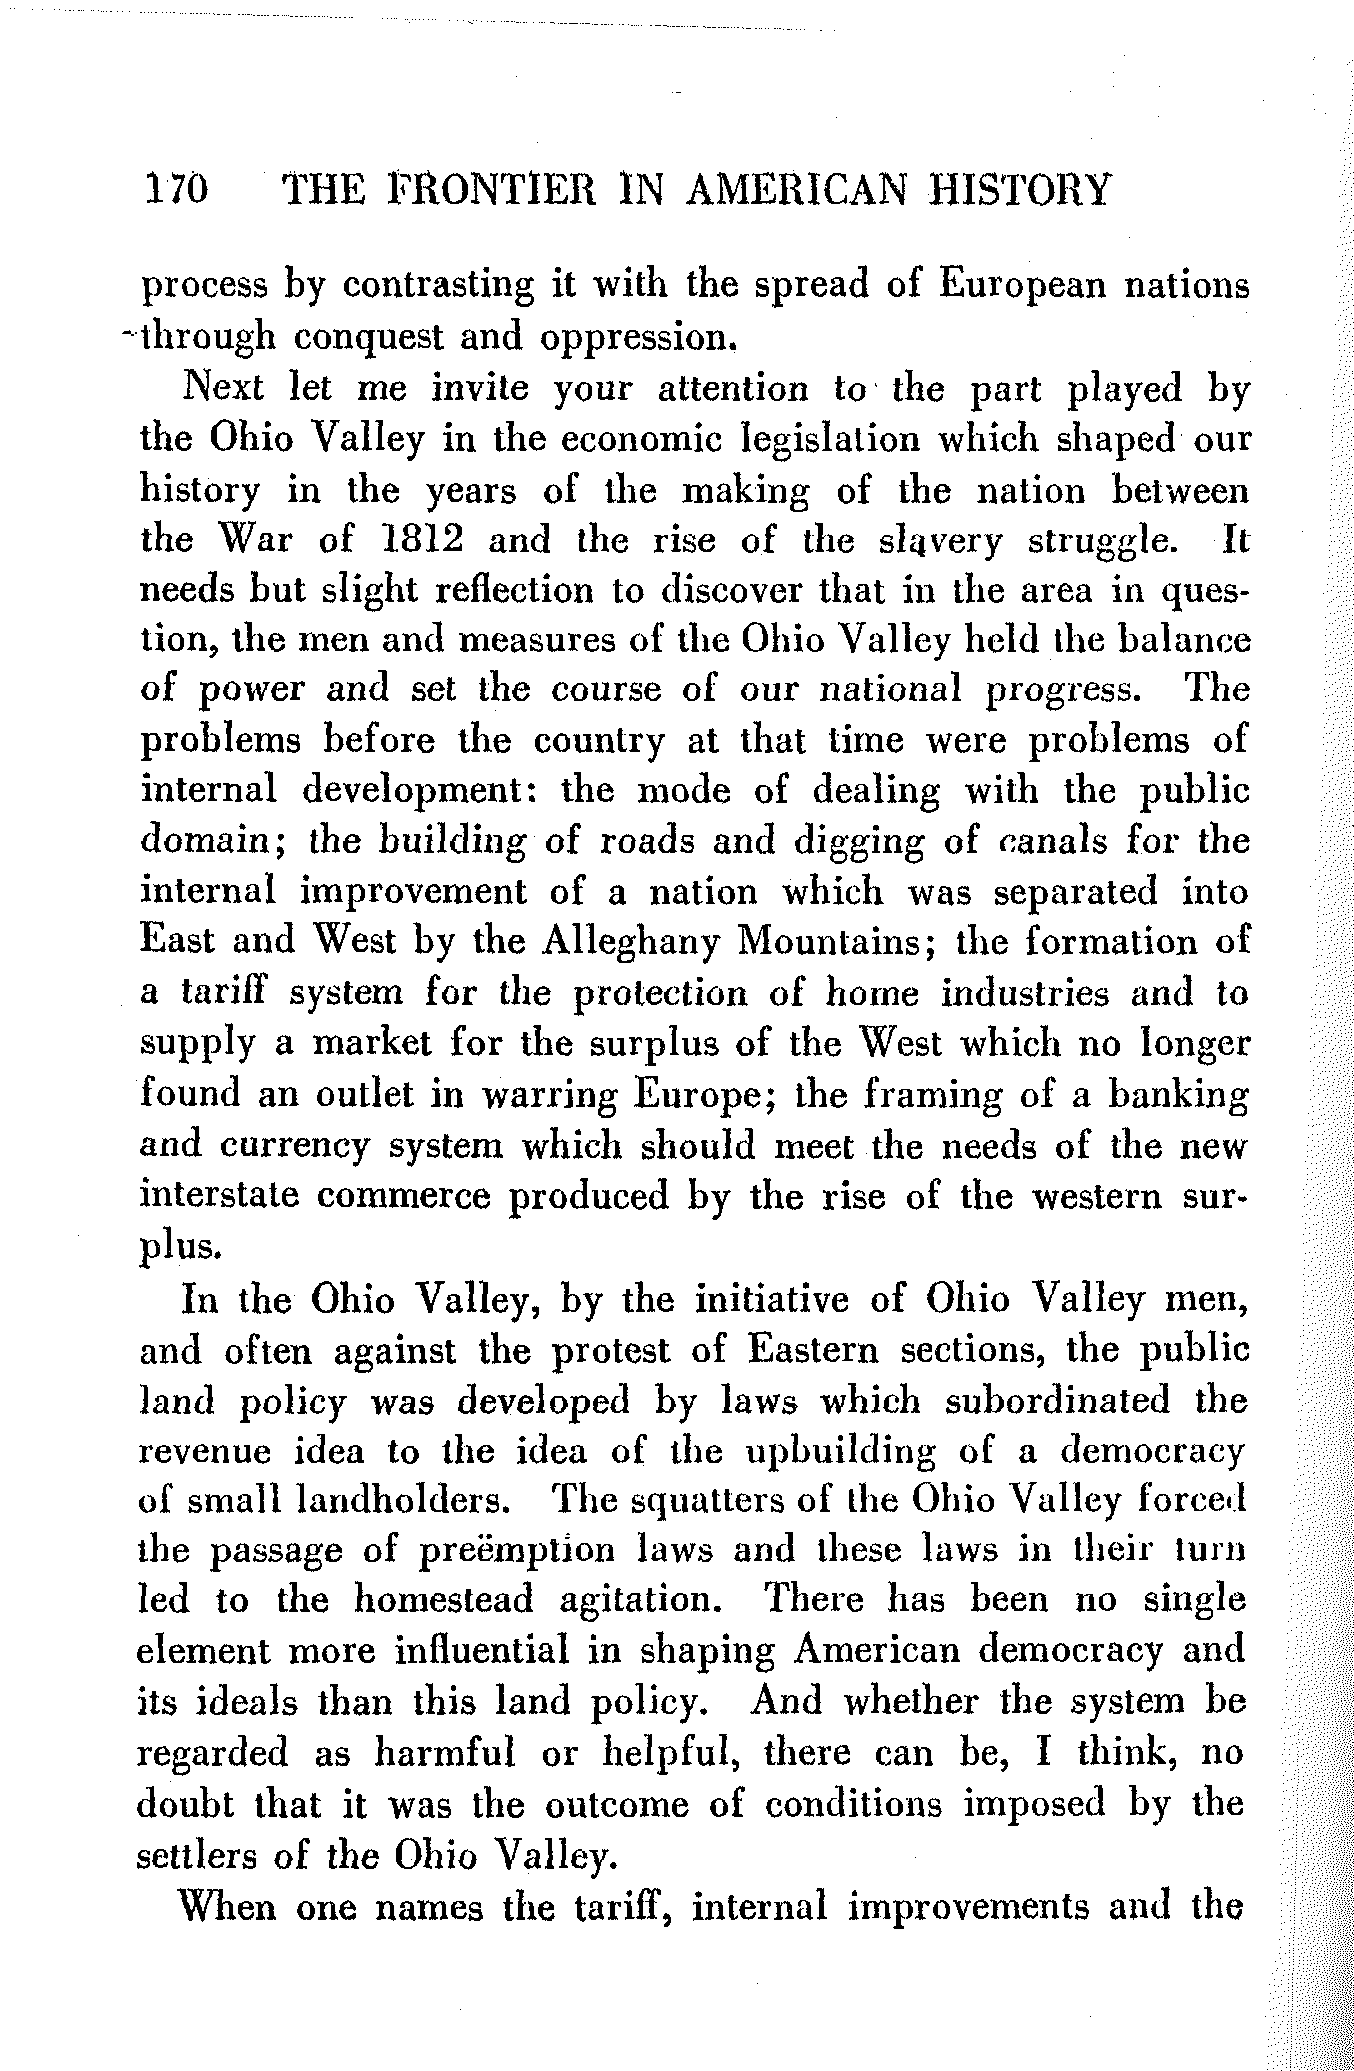 170 THE FRONTIER IN AMERICAN HISTORY
process by contrasting it with the spread of European nations
through conquest and oppression.
Next let me invite your attention to the part played by
the Ohio Valley in the economic legislation which shaped our
history in the years of the making of the nation between
the War of 1812 and the rise of the slavery struggle. It
needs but slight reflection to discover that in the area in ques-
tion, the men and measures of the Ohio Valley held the balance
of power and set the course of our national progress. The
problems before the country at that time were problems of
internal development: the mode of dealing with the public
domain; the building of roads and digging of canals for the
internal improvement of a nation which was separated into
East and West by the Alleghany Mountains; the formation of
a tariff system for the protection of home industries and to
supply a market for the surplus of the West which no longer
found an outlet in warring Europe; the framing of a banking
and currency system which should meet the needs of the new
interstate commerce produced by the rise of the western sur-
plus.
In the Ohio Valley, by the initiative of Ohio Valley men,
and often against the protest of Eastern sections, the public
land policy was developed by laws which subordinated the
revenue idea to the idea of the upbuilding of a democracy
of small landholders. The squatters of the Ohio Valley forced
the passage of preëmption laws and these laws in their turn
led to the homestead agitation. There has been no single
element more influential in shaping American democracy and
its ideals than this land policy. And whether the system be
regarded as harmful or helpful, there can be, I think, no
doubt that it was the outcome of conditions imposed by the
settlers of the Ohio Valley.
When one names the tariff, internal improvements and the